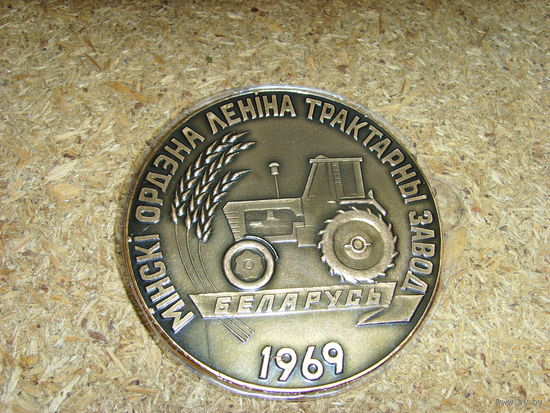 МІНСКІ ОРДЭНА ЛЕНІНА ТРАКТАРНЫ ЗАВОД
БЕЛАРУСЬ
1969